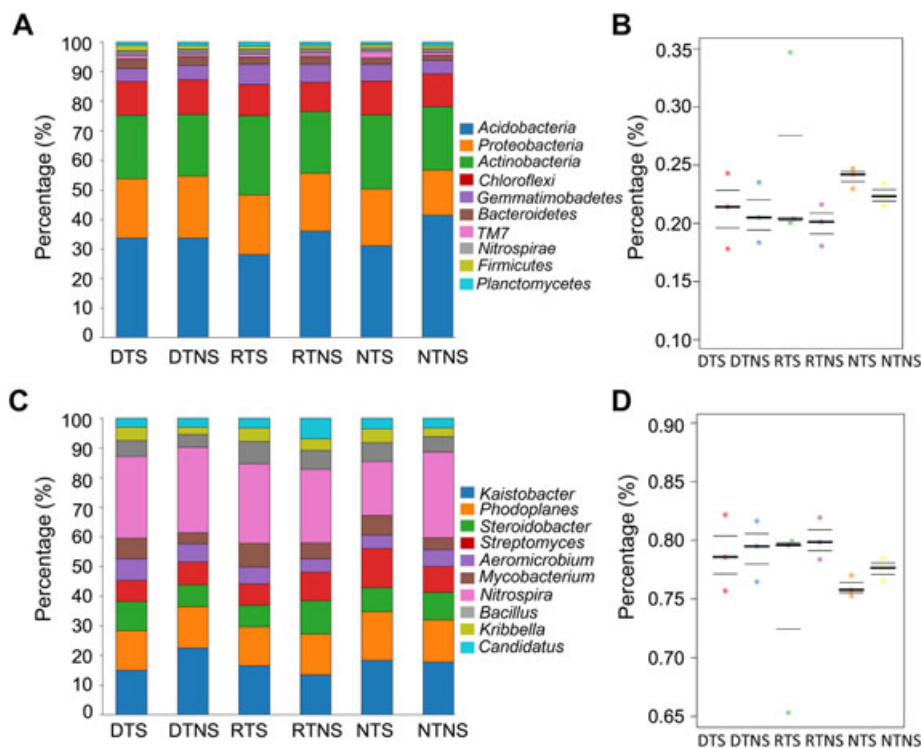 A
Percentage (%)
100
90
80
70
60
50
40
30
20
10
0
DTS DTNS RTS RTNS NTS NTNS
Acidobacteria
Proteobacteria
Actinobacteria
Chloroflexi
Gemmatimobadetes
Bacteroidetes
TM7
Nitrospirae
Firmicutes
Planctomycetes
B
Percentage (%)
0.35
0.30
0.25
0.20
0.15
0.10
DTS DTNS RTS RTNS NTS NTNS
C
Percentage (%)
100
90
80
70
60
50
40
30
20
10
0
DTS DTNS RTS RTNS NTS NTNS
Kaistobacter
Phodoplanes
Steroidobacter
Streptomyces
Aeromicrobium
Mycobacterium
Nitrospira
Bacillus
Kribbella
Candidatus
D
Percentage (%)
0.90
0.85
0.80
0.75
0.70
0.65
DTS DTNS RTS RTNS NTS NTNS